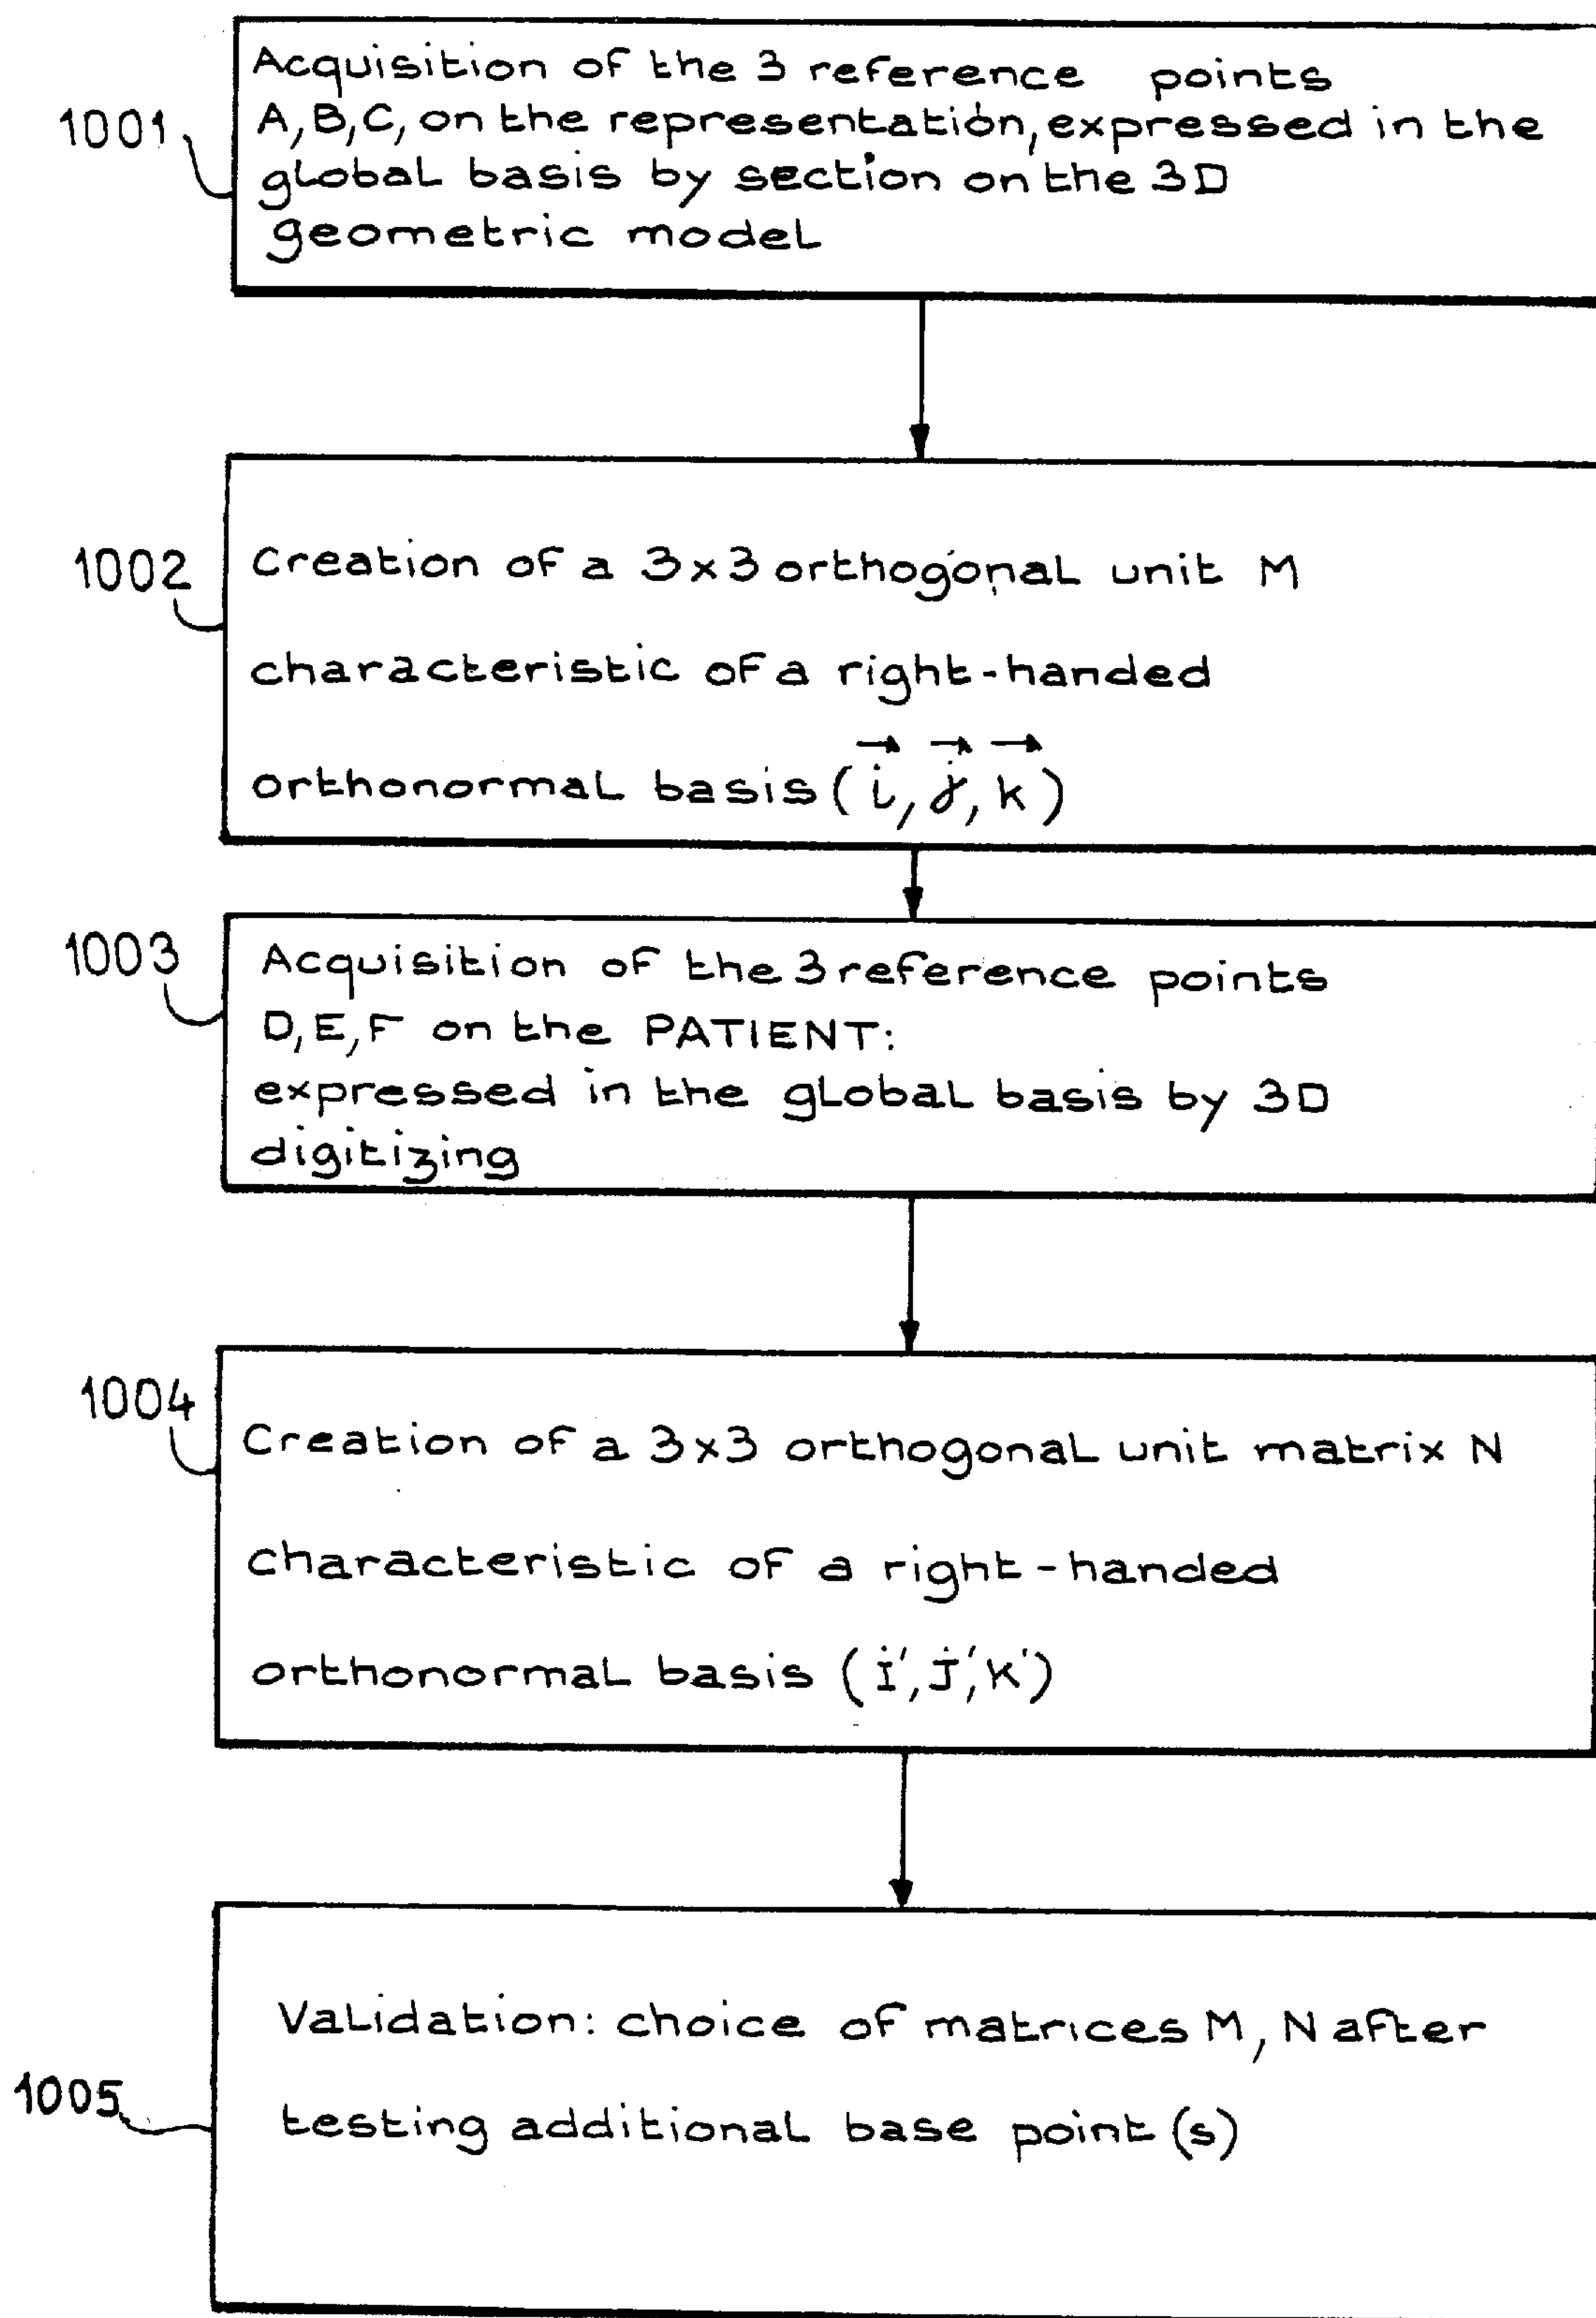 1001
Acquisition of the 3 reference points
A, B, C, on the representation, expressed in the
global basis by section on the 3D
geometric model
1002
Creation of a 3x3 orthogonal unit M
characteristic of a right-handed
orthonormal basis (i, j, k)
1003
Acquisition of the 3 reference points
D, E, F on the PATIENT:
expressed in the global basis by 3D
digitizing
1004
Creation of a 3x3 orthogonal unit matrix N
characteristic of a right-handed
orthonormal basis (i', J', K')
1005
Validation: choice of matrices M, N after
testing additional base point (s)